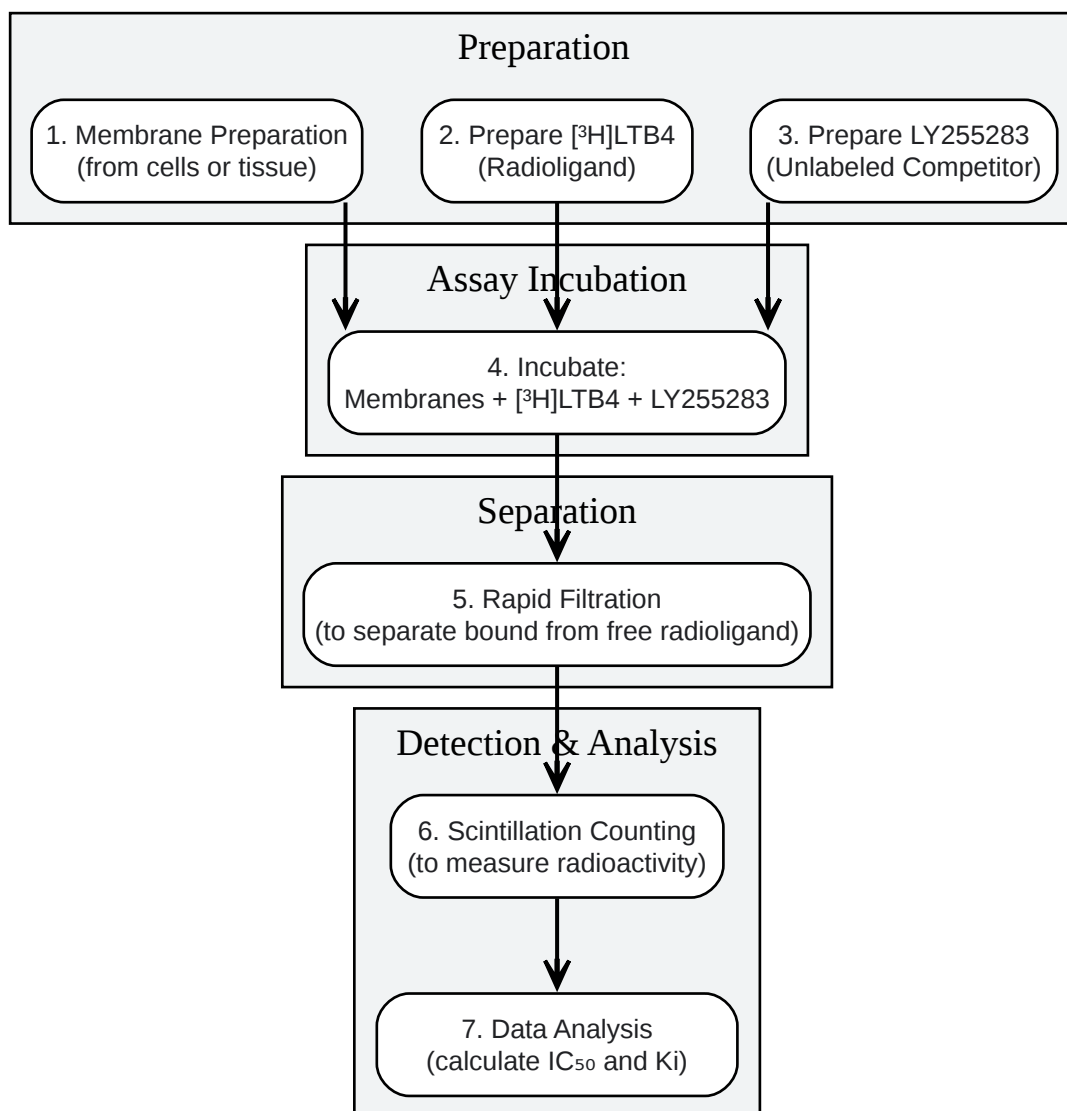 Preparation
1. Membrane Preparation
(from cells or tissue)
2. Prepare [³H]LTB4
(Radioligand)
3. Prepare LY255283
(Unlabeled Competitor)
Assay Incubation
4. Incubate:
Membranes + [³H]LTB4 + LY255283
Separation
5. Rapid Filtration
(to separate bound from free radioligand)
Detection & Analysis
6. Scintillation Counting
(to measure radioactivity)
7. Data Analysis
(calculate IC₅₀ and Ki)